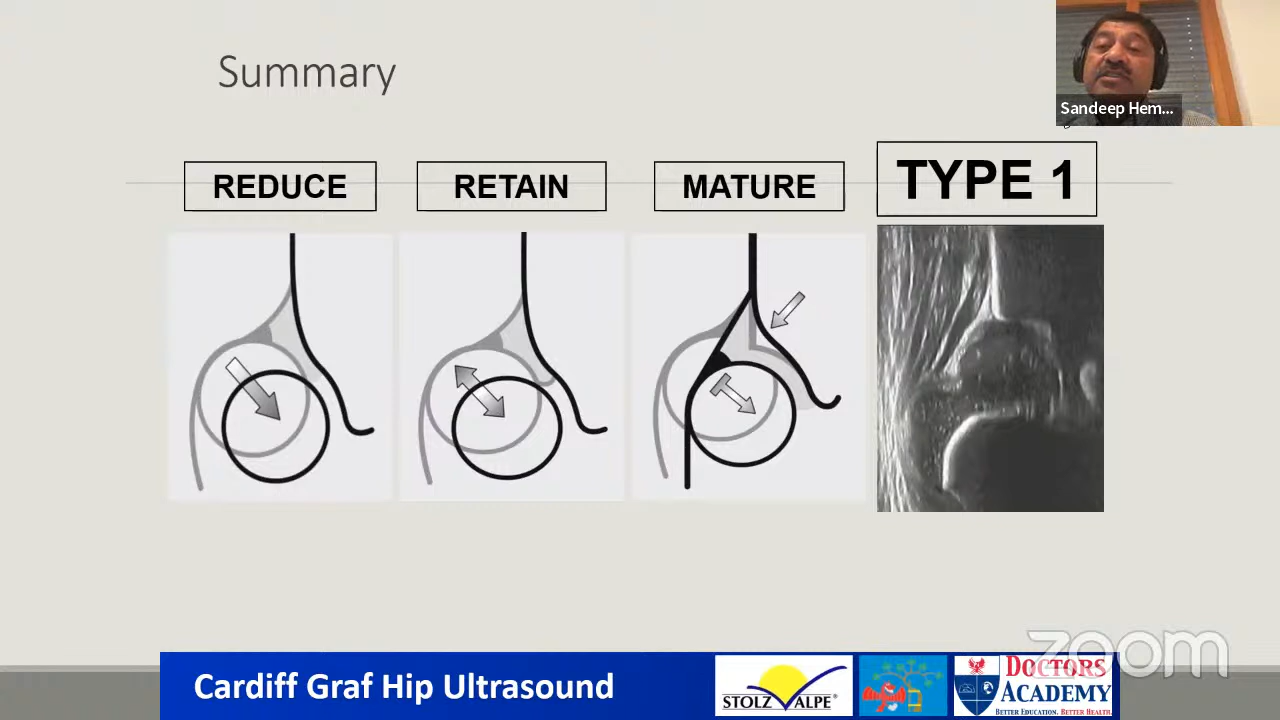 Summary
Sandeep Hem...
REDUCE
RETAIN
MATURE
TYPE 1
zoom
Cardiff Graf Hip Ultrasound
STOLZ ALPE®
DOCTORS
ACADEMY
BETTER EDUCATION. BETTER HEALTH.